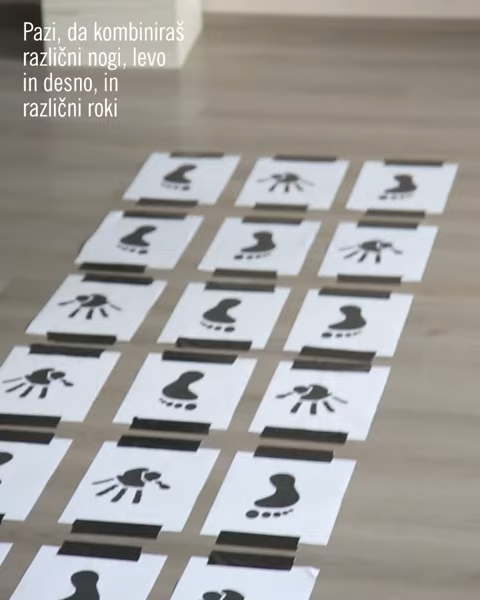 Pazi, da kombiniraš
različni nogi, levo
in desno, in
različni roki